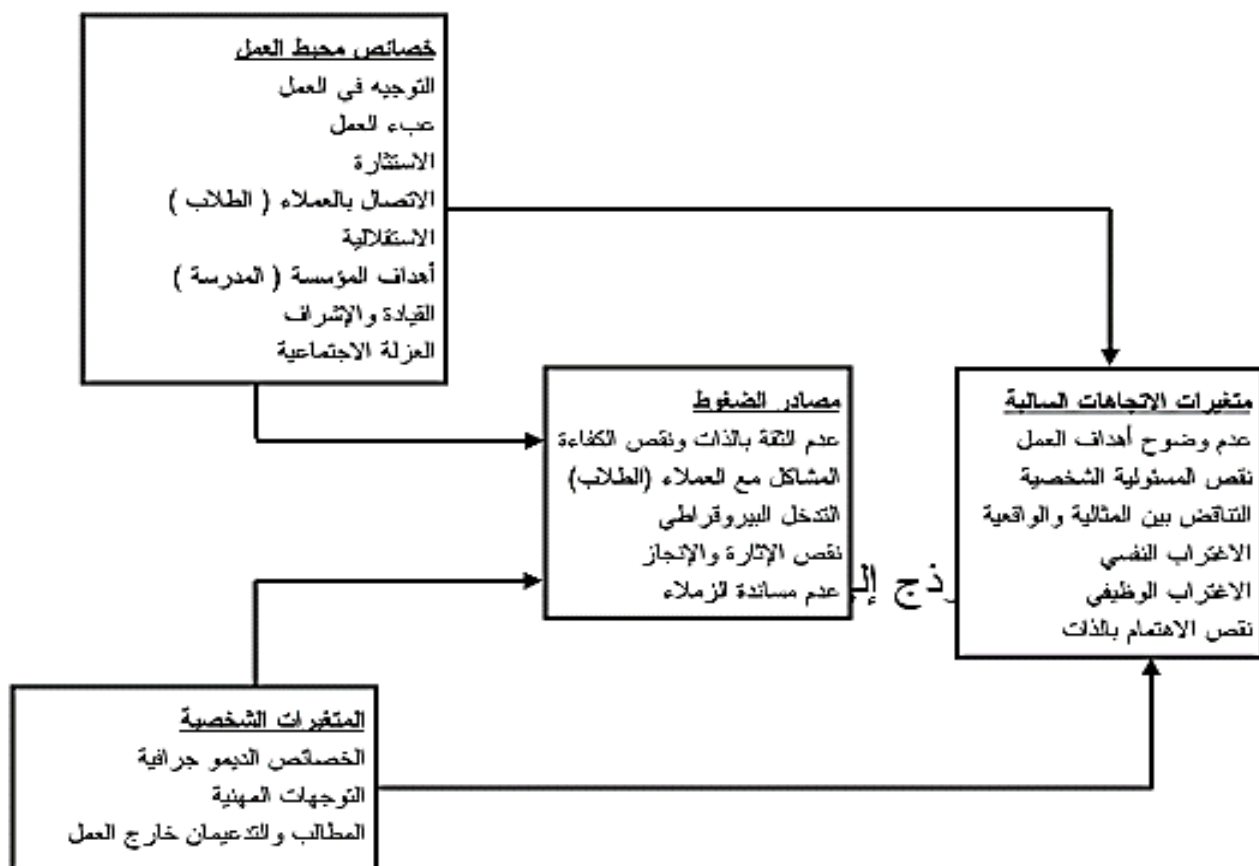 خصائص محيط العمل
التوجيه في العمل
عبء العمل
الاستثارة
الاتصال بالعملاء ( الطلاب )
الاستقلالية
أهداف المؤسسة ( المدرسة )
القيادة والإشراف
العزلة الاجتماعية
مصادر الضغوط
عدم الثقة بالذات ونقص الكفاءة
المشاكل مع العملاء (الطلاب)
التدخل البيروقراطي
نقص الإثارة والإنجاز
عدم مساندة الزملاء
متغيرات الإتجاهات السالبة
عدم وضوح أهداف العمل
نقص المسئولية الشخصية
التناقض بين المثالية والواقعية
الاغتراب النفسي
الاغتراب الوظيفي
نقص الاهتمام بالذات
المتغيرات الشخصية
الخصائص الديمو جرافية
التوجهات المهنية
المطالب والتدعيمان خارج العمل